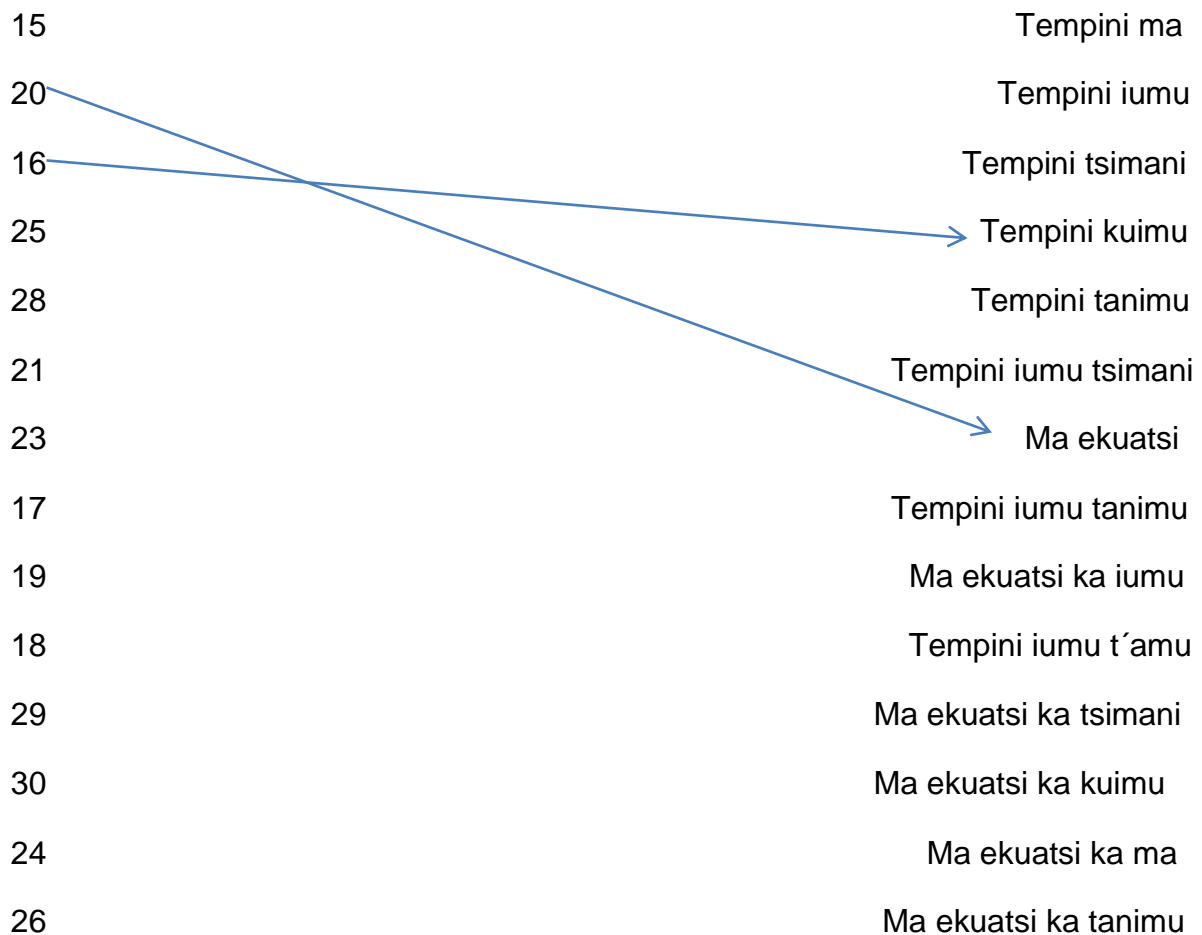 15 Tempini ma
20 Tempini iumu
16 Tempini tsimani
25 Tempini kuimu
28 Tempini tanimu
21 Tempini iumu tsimani
23 Ma ekuatsi
17 Tempini iumu tanimu
19 Ma ekuatsi ka iumu
18 Tempini iumu t´amu
29 Ma ekuatsi ka tsimani
30 Ma ekuatsi ka kuimu
24 Ma ekuatsi ka ma
26 Ma ekuatsi ka tanimu